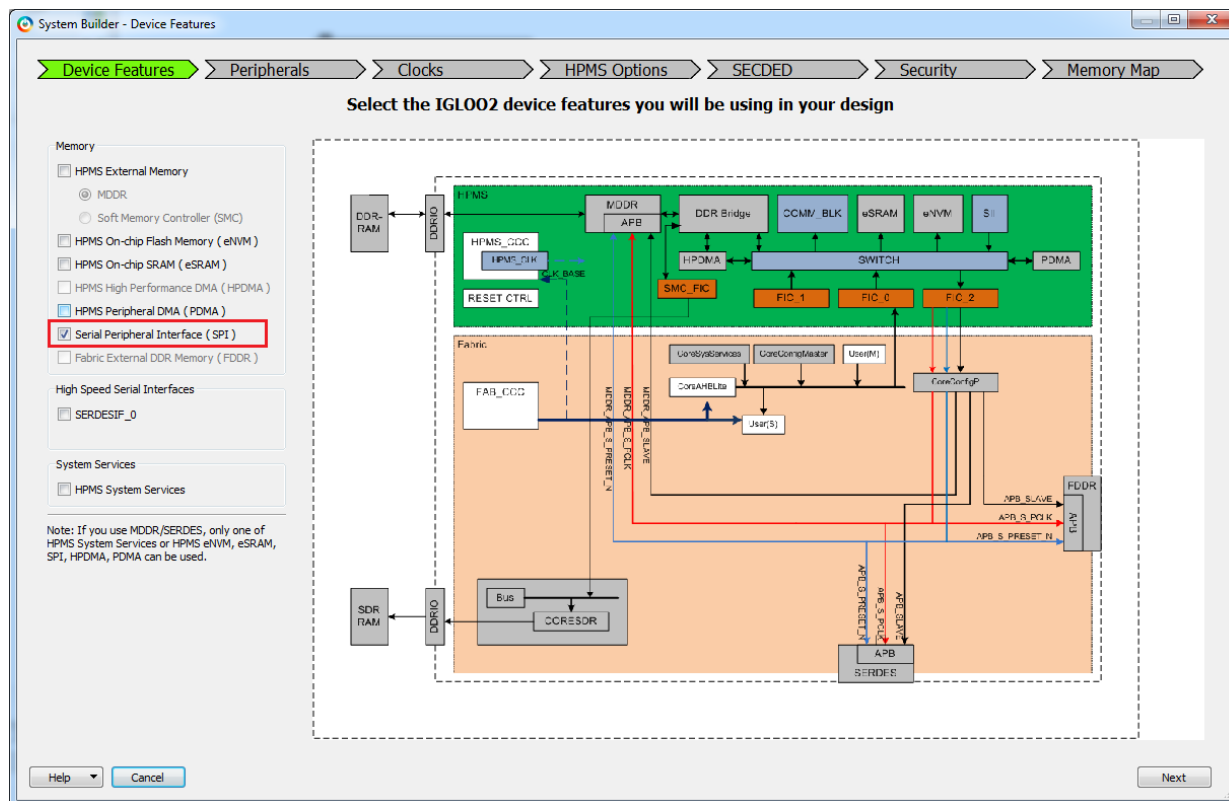 System Builder - Device Features
Device Features
Peripherals
Clocks
HPMS Options
SECDED
Security
Memory Map
Select the IGLOO2 device features you will be using in your design
Memory
HPMS External Memory
MDDR
Soft Memory Controller (SMC)
HPMS On-chip Flash Memory ( eNVM )
HPMS On-chip SRAM ( eSRAM )
HPMS High Performance DMA ( HPDMA )
HPMS Peripheral DMA ( PDMA )
Serial Peripheral Interface ( SPI )
Fabric External DDR Memory ( FDDR )
High Speed Serial Interfaces
SERDESIF_0
System Services
HPMS System Services
Note: If you use MDDR/SERDES, only one of
HPMS System Services or HPMS eNVM, eSRAM,
SPI, HPDMA, PDMA can be used.
HPMS
DDR-
RAM
DDRIO
MDDR
APB
DDR Bridge
COMM_BLK
eSRAM
eNVM
SII
HPMS_CCC
HPMS_CLK
CLK_BASE
HPDMA
SWITCH
PDMA
RESET CTRL
SMC_FIC
FIC_1
FIC_0
FIC_2
Fabric
CoreSysServices
CoreConfigMaster
User(M)
FAB_CCC
CoreAHBLite
CoreConfigP
User(S)
MDDR_APB_S_PRESET_N
MDDR_APB_S_PCLK
MDDR_APB_SLAVE
FDDR
APB
APB_SLAVE
APB_S_PCLK
APB_S_PRESET_N
SDR
RAM
DDRIO
Bus
CORESDR
APB_S_PRESET_N
APB_S_PCLK
APB_SLAVE
APB
SERDES
Help
Cancel
Next